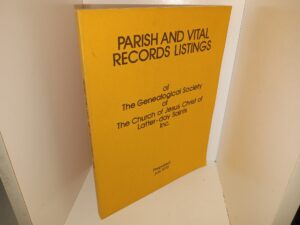 PARISH AND VITAL
RECORDS LISTINGS
of
The Genealogical Society
of
The Church of Jesus Christ of
Latter-day Saints
Inc.